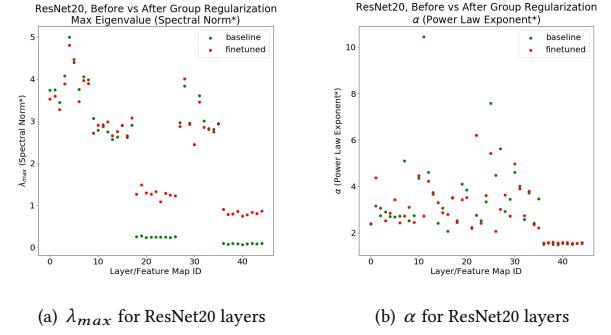 ResNet20, Before vs After Group Regularization
Max Eigenvalue (Spectral Norm*)
baseline
finetuned
5
4
3
2
1
0
λmax (Spectral Norm*)
0
10
20
30
40
Layer/Feature Map ID
(a) λmax for ResNet20 layers
ResNet20, Before vs After Group Regularization
α (Power Law Exponent*)
baseline
finetuned
10
8
6
4
2
α (Power Law Exponent*)
0
10
20
30
40
Layer/Feature Map ID
(b) α for ResNet20 layers